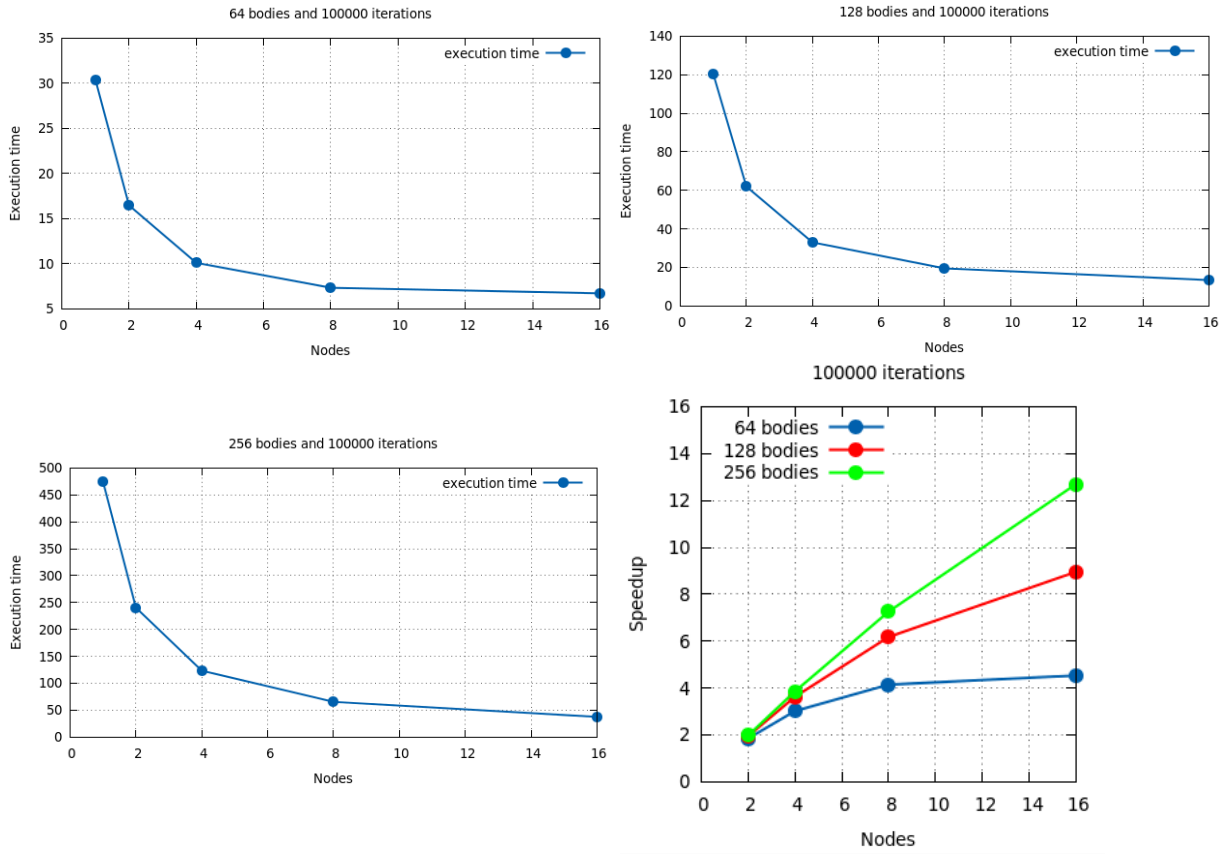 64 bodies and 100000 iterations
execution time
35
30
25
20
15
10
5
Execution time
0 2 4 6 8 10 12 14 16
Nodes
128 bodies and 100000 iterations
execution time
140
120
100
80
60
40
20
0
Execution time
0 2 4 6 8 10 12 14 16
Nodes
256 bodies and 100000 iterations
execution time
500
450
400
350
300
250
200
150
100
50
0
Execution time
0 2 4 6 8 10 12 14 16
Nodes
100000 iterations
64 bodies
128 bodies
256 bodies
16
14
12
10
8
6
4
2
0
Speedup
0 2 4 6 8 10 12 14 16
Nodes